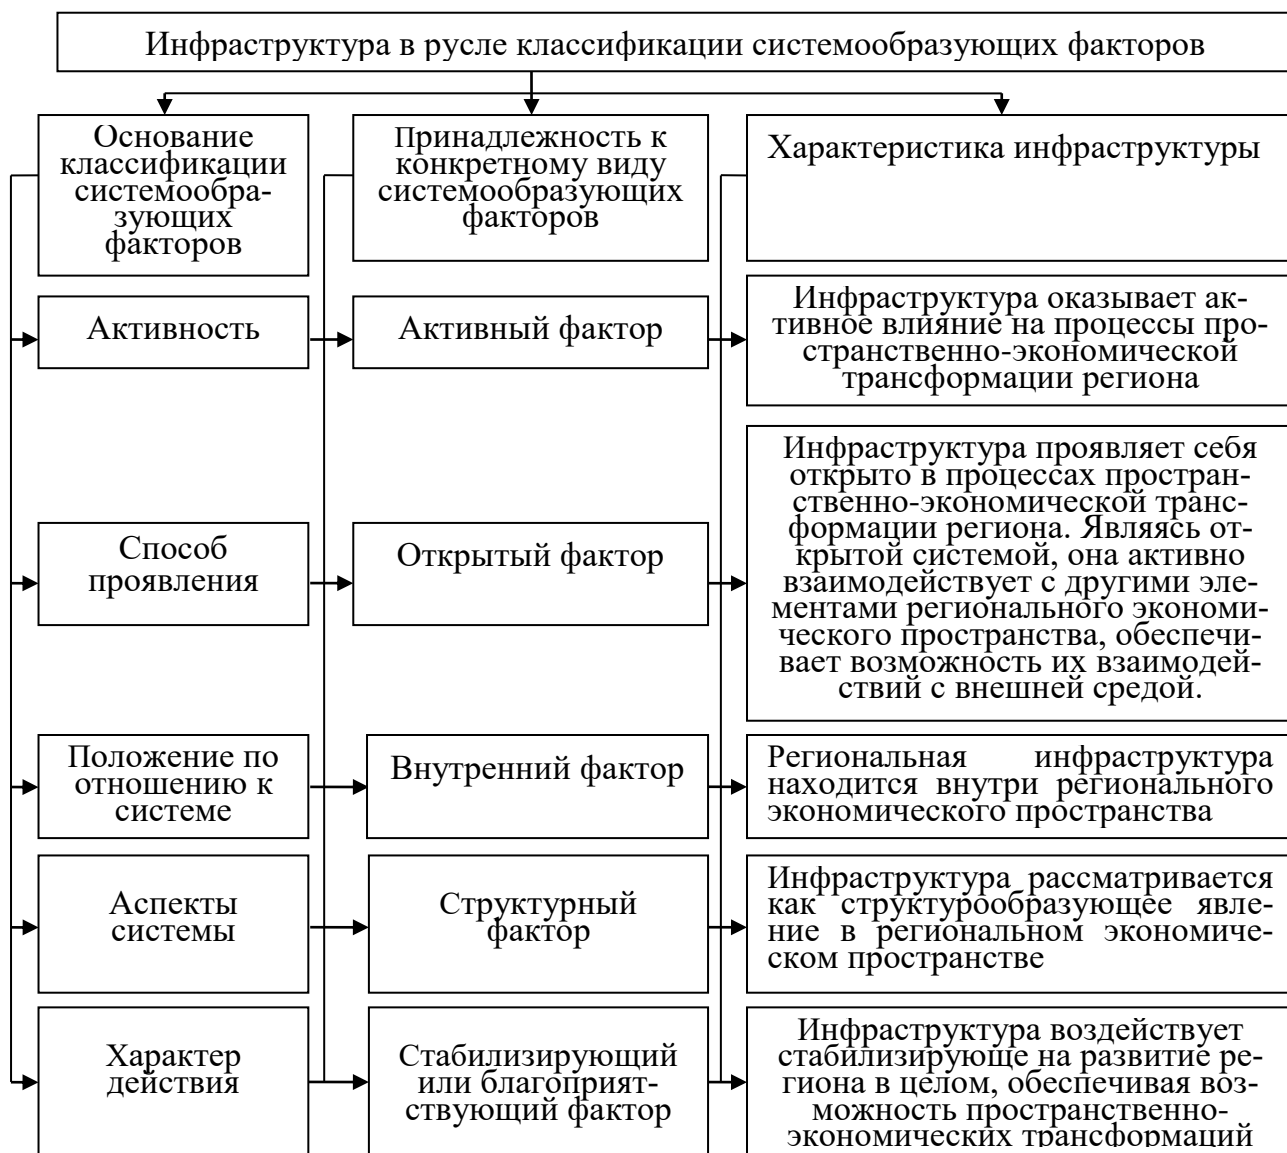 Инфраструктура в русле классификации системообразующих факторов
Основание
классификации
системообра-
зующих
факторов
Принадлежность к
конкретному виду
системообразующих
факторов
Характеристика инфраструктуры
Активность
Активный фактор
Инфраструктура оказывает ак-
тивное влияние на процессы про-
странственно-экономической
трансформации региона
Способ
проявления
Открытый фактор
Инфраструктура проявляет себя
открыто в процессах простран-
ственно-экономической транс-
формации региона. Являясь от-
крытой системой, она активно
взаимодействует с другими эле-
ментами регионального экономи-
ческого пространства, обеспечи-
вает возможность их взаимодей-
ствий с внешней средой.
Положение по
отношению к
системе
Внутренний фактор
Региональная инфраструктура
находится внутри регионального
экономического пространства
Аспекты
системы
Структурный
фактор
Инфраструктура рассматривается
как структурообразующее явле-
ние в региональном экономиче-
ском пространстве
Характер
действия
Стабилизирующий
или благоприят-
ствующий фактор
Инфраструктура воздействует
стабилизирующе на развитие ре-
гиона в целом, обеспечивая воз-
можность пространственно-
экономических трансформаций